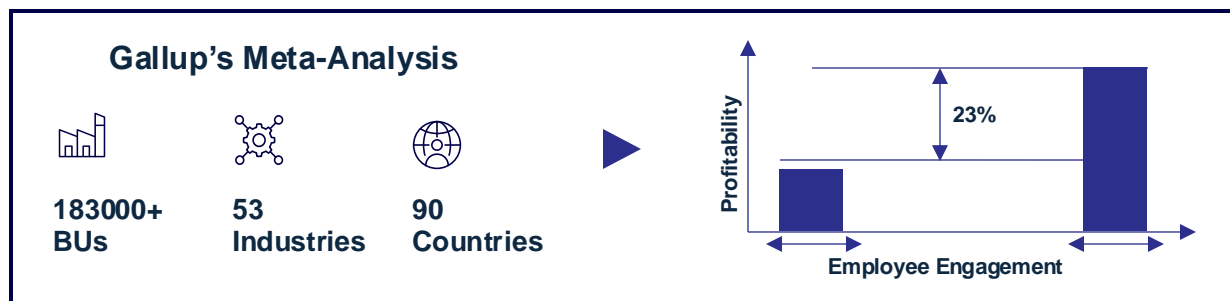 Gallup’s Meta-Analysis
183000+
BUs
53
Industries
90
Countries
Profitability
23%
Employee Engagement